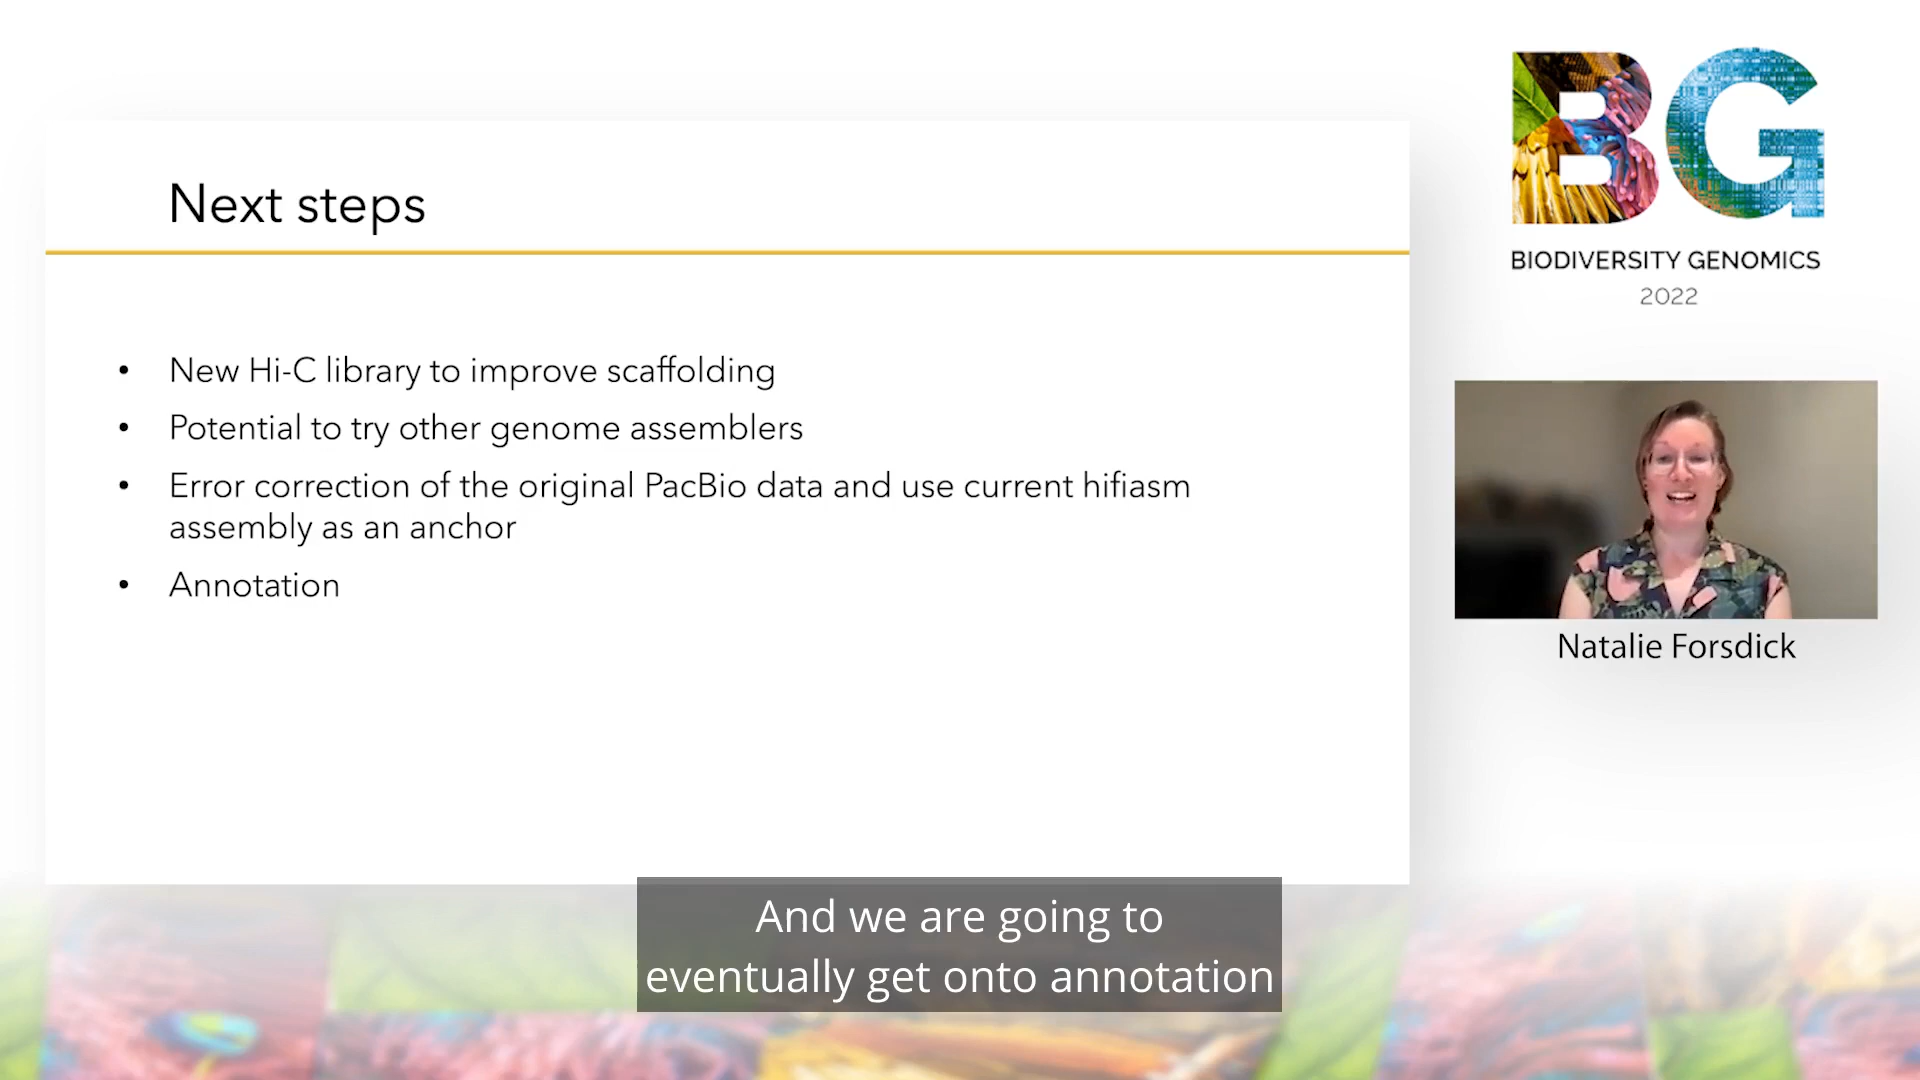 Next steps
• New Hi-C library to improve scaffolding
• Potential to try other genome assemblers
• Error correction of the original PacBio data and use current hifiasm
assembly as an anchor
• Annotation
BG
BIODIVERSITY GENOMICS
2022
Natalie Forsdick
And we are going to
eventually get onto annotation